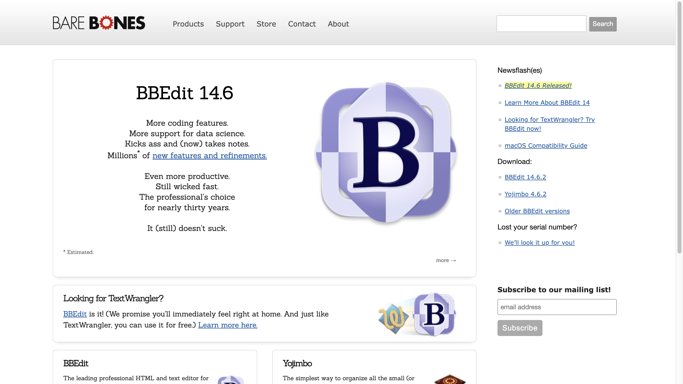 BARE BONES
Products
Support
Store
Contact
About
Search
BBEdit 14.6
More coding features.
More support for data science.
Kicks ass and (now) takes notes.
Millions* of new features and refinements.
Even more productive.
Still wicked fast.
The professional's choice
for nearly thirty years.
It (still) doesn't suck.
* Estimated
more →
Looking for TextWrangler?
BBEdit is it! (We promise you'll immediately feel right at home. And just like
TextWrangler, you can use it for free.) Learn more here.
W
B
B
BBEdit
The leading professional HTML and text editor for
Yojimbo
The simplest way to organize all the small (or
Newsflash(es)
BBEdit 14.6 Released!
Learn More About BBEdit 14
Looking for TextWrangler? Try
BBEdit now!
macOS Compatibility Guide
Download:
BBEdit 14.6.2
Yojimbo 4.6.2
Older BBEdit versions
Lost your serial number?
We'll look it up for you!
Subscribe to our mailing list!
email address
Subscribe